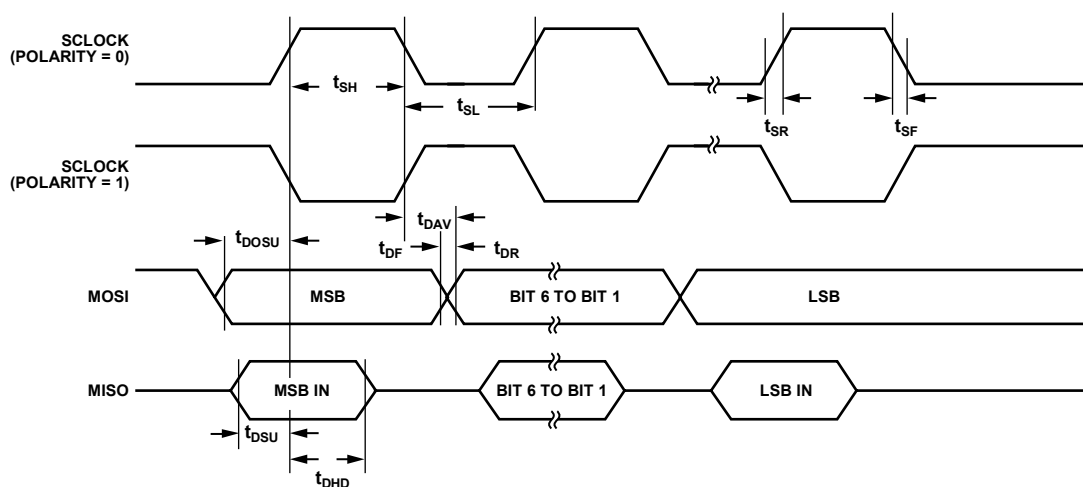 SCLOCK
(POLARITY = 0)
tSH
tSL
tSR
tSF
SCLOCK
(POLARITY = 1)
tDAV
tDOSU
tDF
tDR
MOSI
MSB
BIT 6 TO BIT 1
LSB
MISO
MSB IN
BIT 6 TO BIT 1
LSB IN
tDSU
tDHD